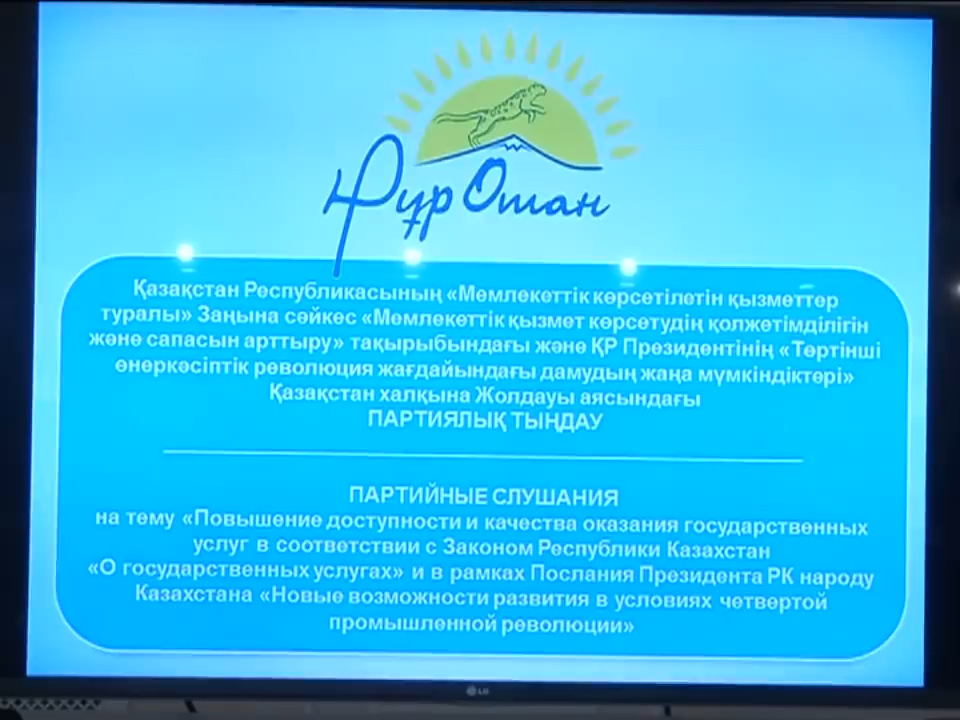 Нұр Отан
Қазақстан Республикасының «Мемлекеттік көрсетілетін қызметтер
туралы» Заңына сәйкес «Мемлекеттік қызмет көрсетудің қолжетімділігін
және сапасын арттыру» тақырыбындағы және ҚР Президентінің «Төртінші
өнеркәсіптік революция жағдайындағы дамудың жаңа мүмкіндіктері»
Қазақстан халқына Жолдауы аясындағы
ПАРТИЯЛЫҚ ТЫҢДАУ
ПАРТИЙНЫЕ СЛУШАНИЯ
на тему «Повышение доступности и качества оказания государственных
услуг в соответствии с Законом Республики Казахстан
«О государственных услугах» и в рамках Послания Президента РК народу
Казахстана «Новые возможности развития в условиях четвертой
промышленной революции»
LG